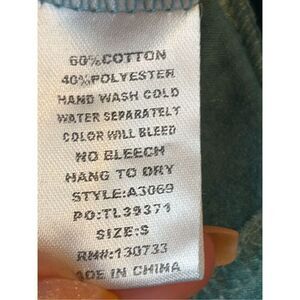 60%COTTON
40%POLYESTER
HAND WASH COLD
WATER SEPARATELY
COLOR WILL BLEED
NO BLEECH
HANG TO DRY
STYLE:A3069
PO:TL39371
SIZE:S
RM#:130733
ADE IN CHINA